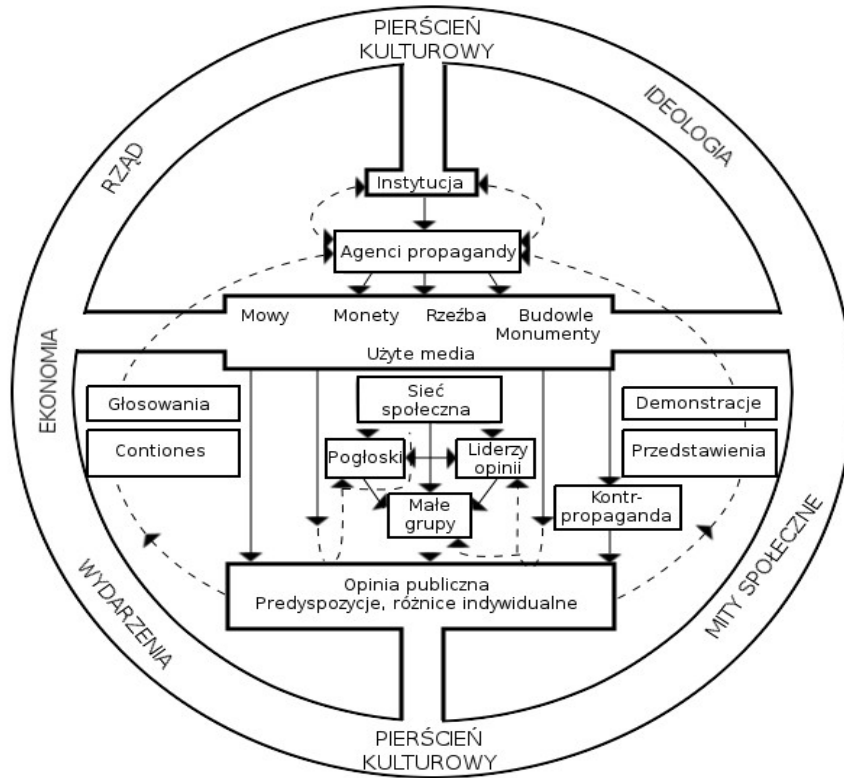 PIERŚCIEŃ
KULTUROWY
RZĄD
IDEOLOGIA
Instytucja
Agenci propagandy
Mowy Monety Rzeźba Budowle
Monumenty
Użyte media
EKONOMIA
Sieć
społeczna
Głosowania
Demonstracje
Contiones
Pogłoski
Liderzy
opinii
Przedstawienia
Małe
grupy
Kontr-
propaganda
WYDARZENIA
MITY SPOŁECZNE
Opinia publiczna
Predyspozycje, różnice indywidualne
PIERŚCIEŃ
KULTUROWY